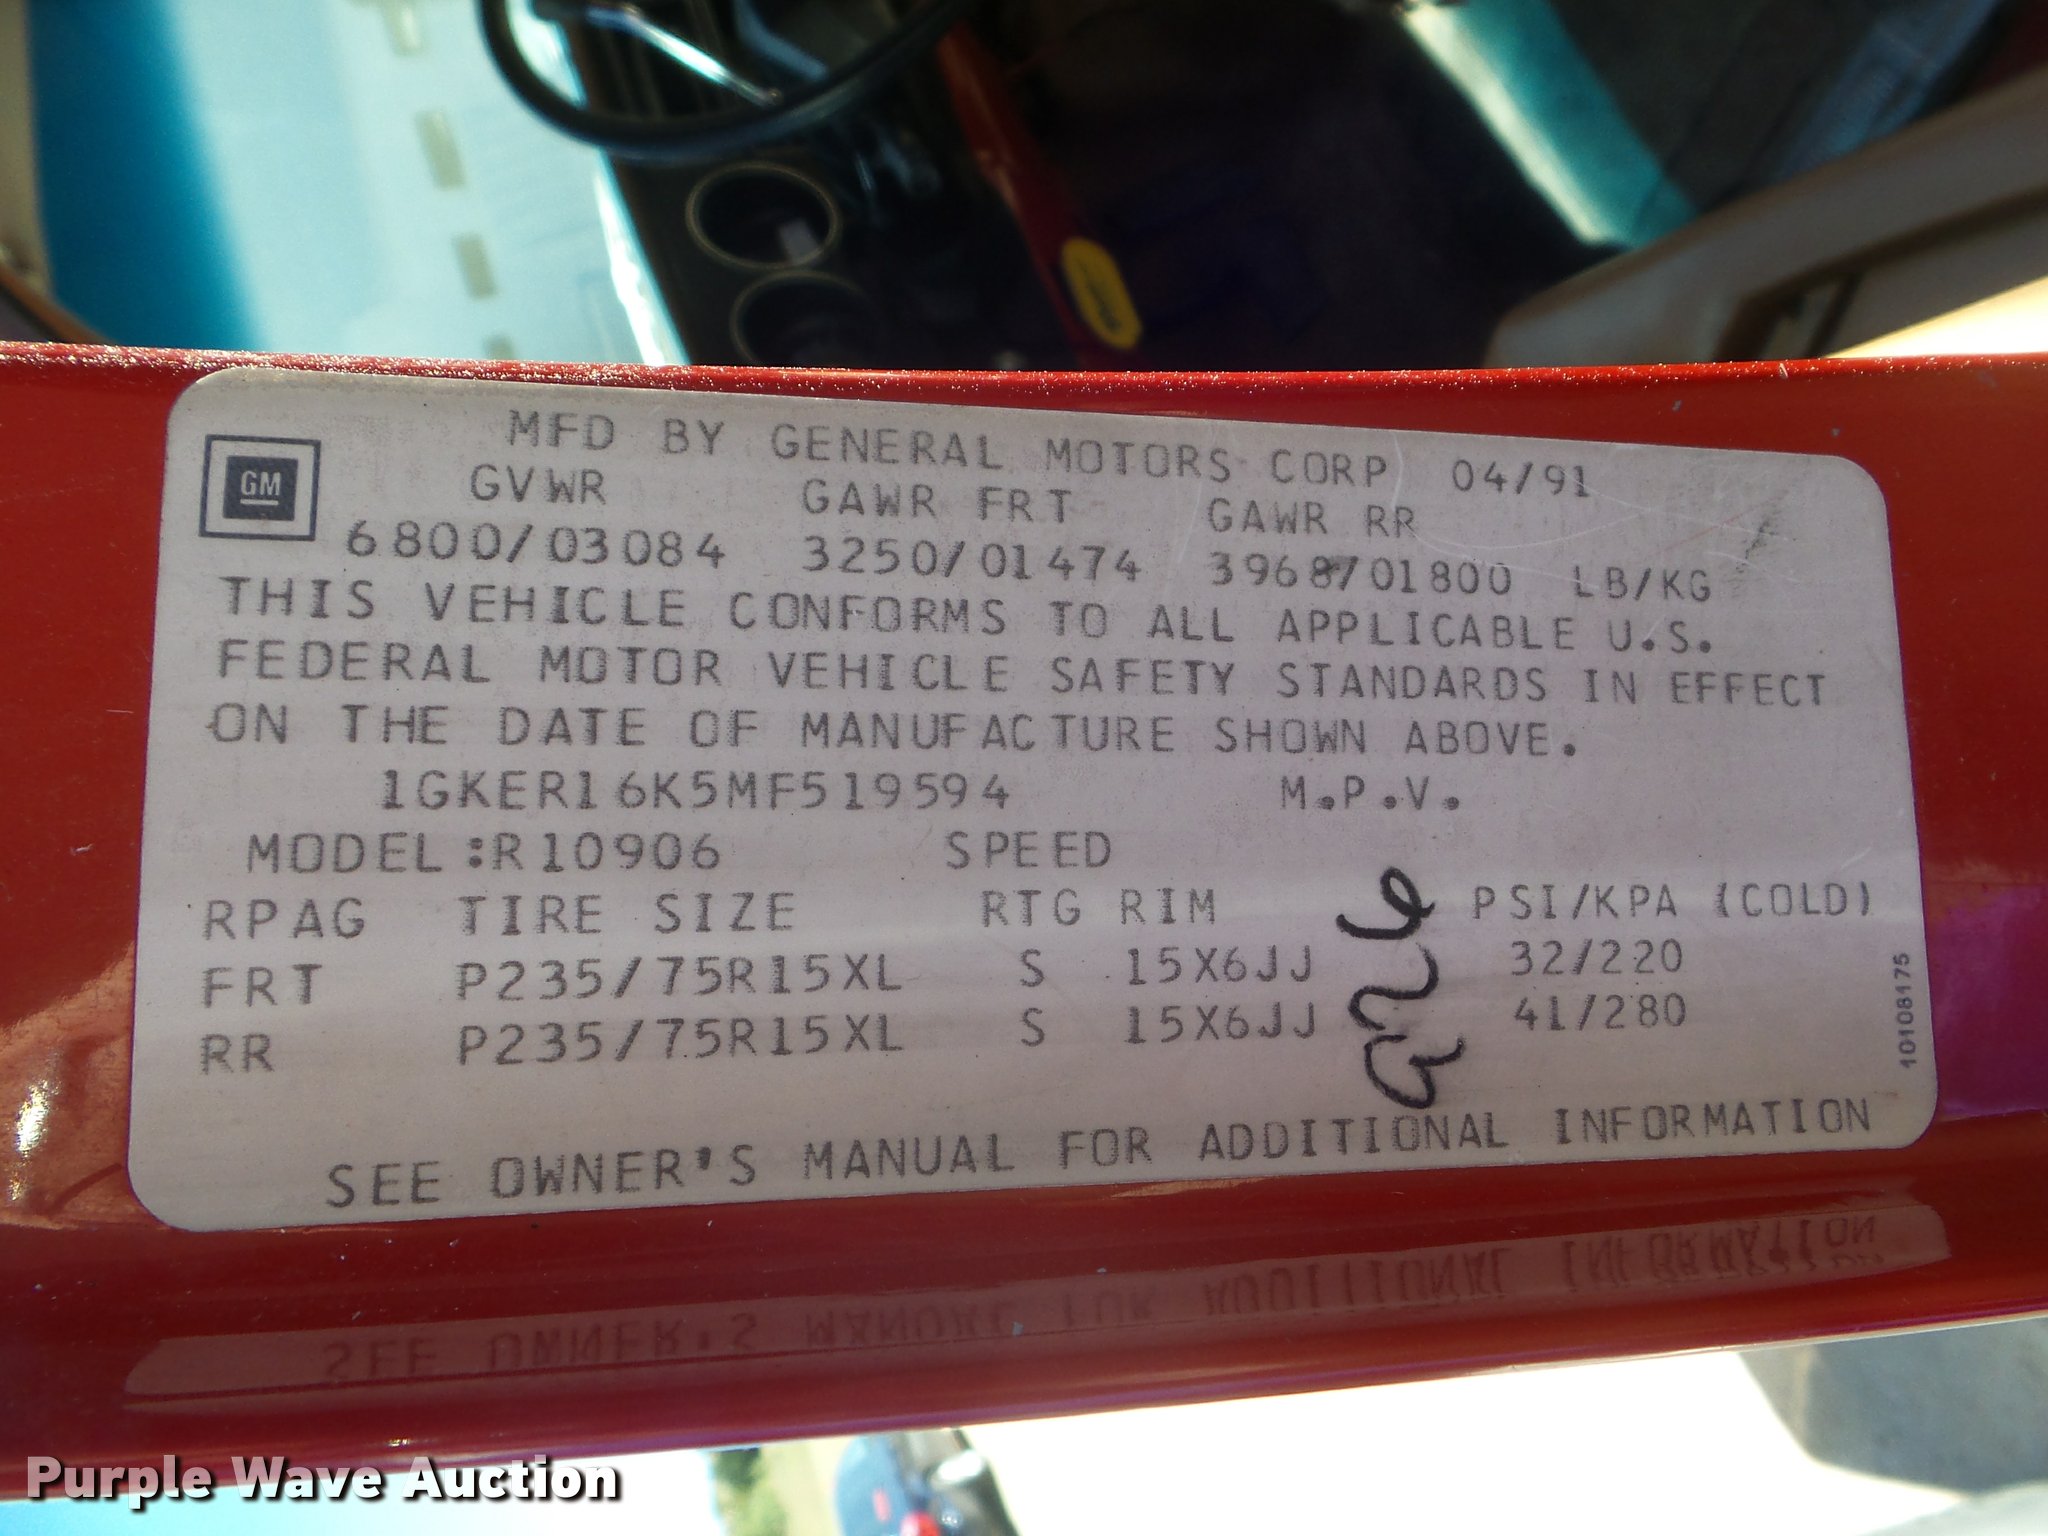 GM
MFD BY GENERAL MOTORS CORP 04/91
GVWR GAWR FRT GAWR RR
6800/03084 3250/01474 3968/01800 LB/KG
THIS VEHICLE CONFORMS TO ALL APPLICABLE U.S.
FEDERAL MOTOR VEHICLE SAFETY STANDARDS IN EFFECT
ON THE DATE OF MANUFACTURE SHOWN ABOVE.
1GKER16K5MF519594 M.P.V.
MODEL:R10906 SPEED
RPAG TIRE SIZE RTG RIM PSI/KPA (COLD)
FRT P235/75R15XL S 15X6JJ 32/220
RR P235/75R15XL S 15X6JJ 41/280
SEE OWNER'S MANUAL FOR ADDITIONAL INFORMATION
10108175
Purple Wave Auction